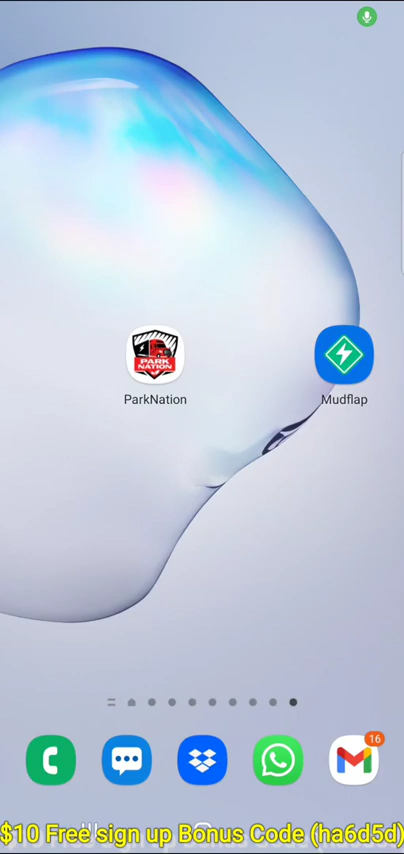 PARK
NATION
ParkNation
Mudflap
16
$10 Free sign up Bonus Code (ha6d5d)